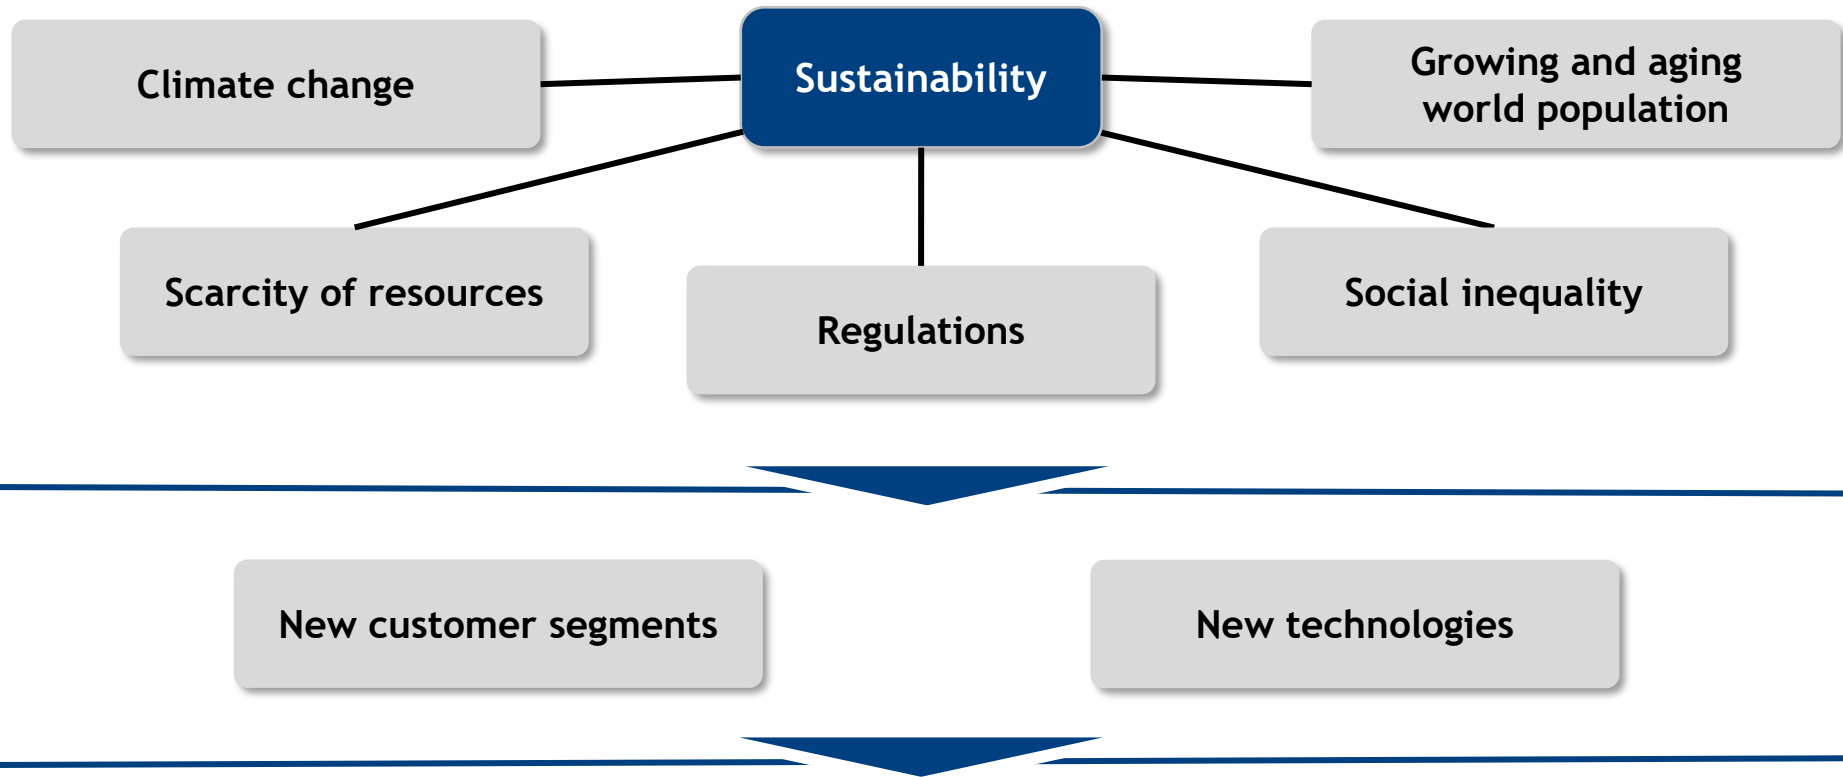 Climate change
Sustainability
Growing and aging
world population
Scarcity of resources
Regulations
Social inequality
New customer segments
New technologies